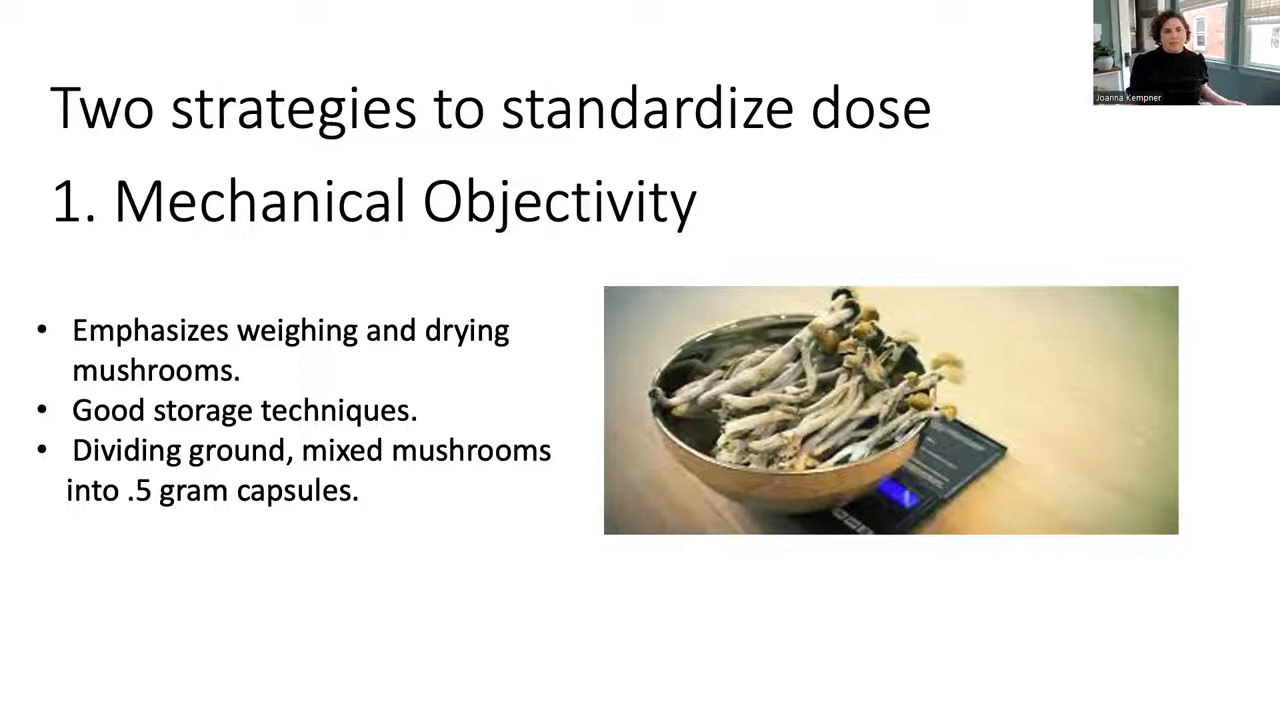 Joanna Kempner
Two strategies to standardize dose
1. Mechanical Objectivity
• Emphasizes weighing and drying
mushrooms.
• Good storage techniques.
• Dividing ground, mixed mushrooms
into .5 gram capsules.